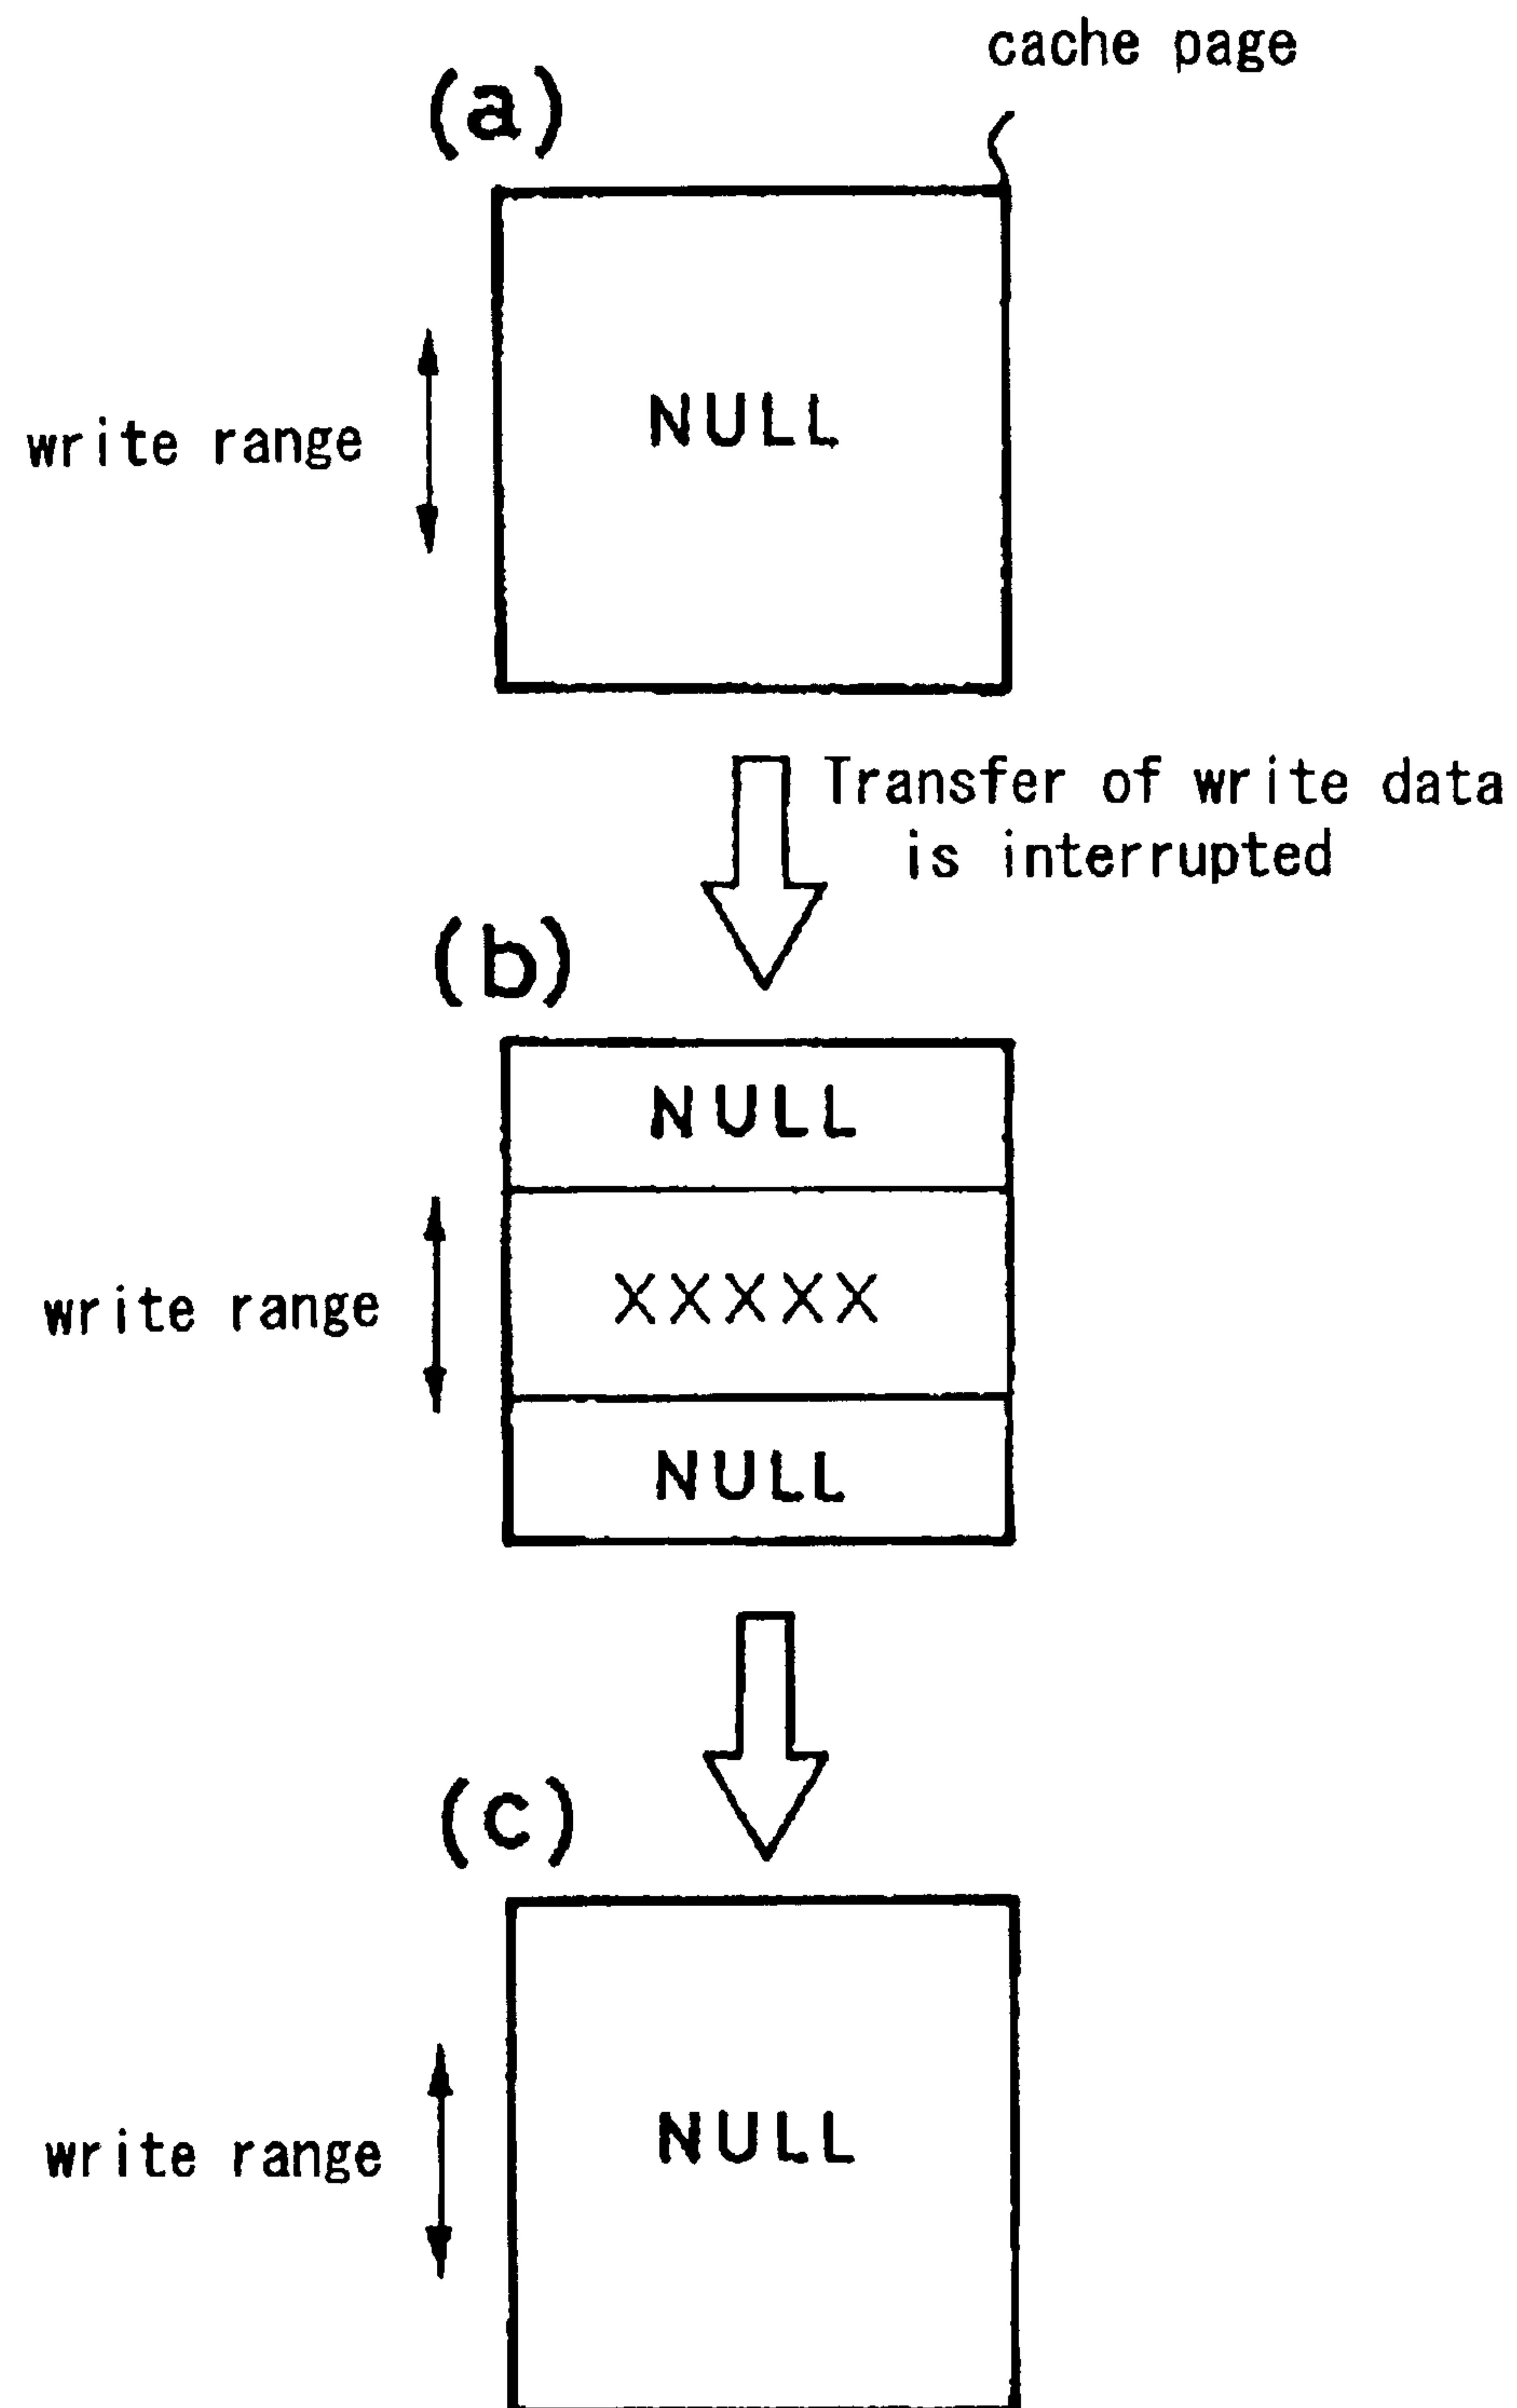 cache page
(a)
NULL
write range
Transfer of write data
is interrupted
(b)
NULL
write range
XXXXX
NULL
(c)
write range
NULL